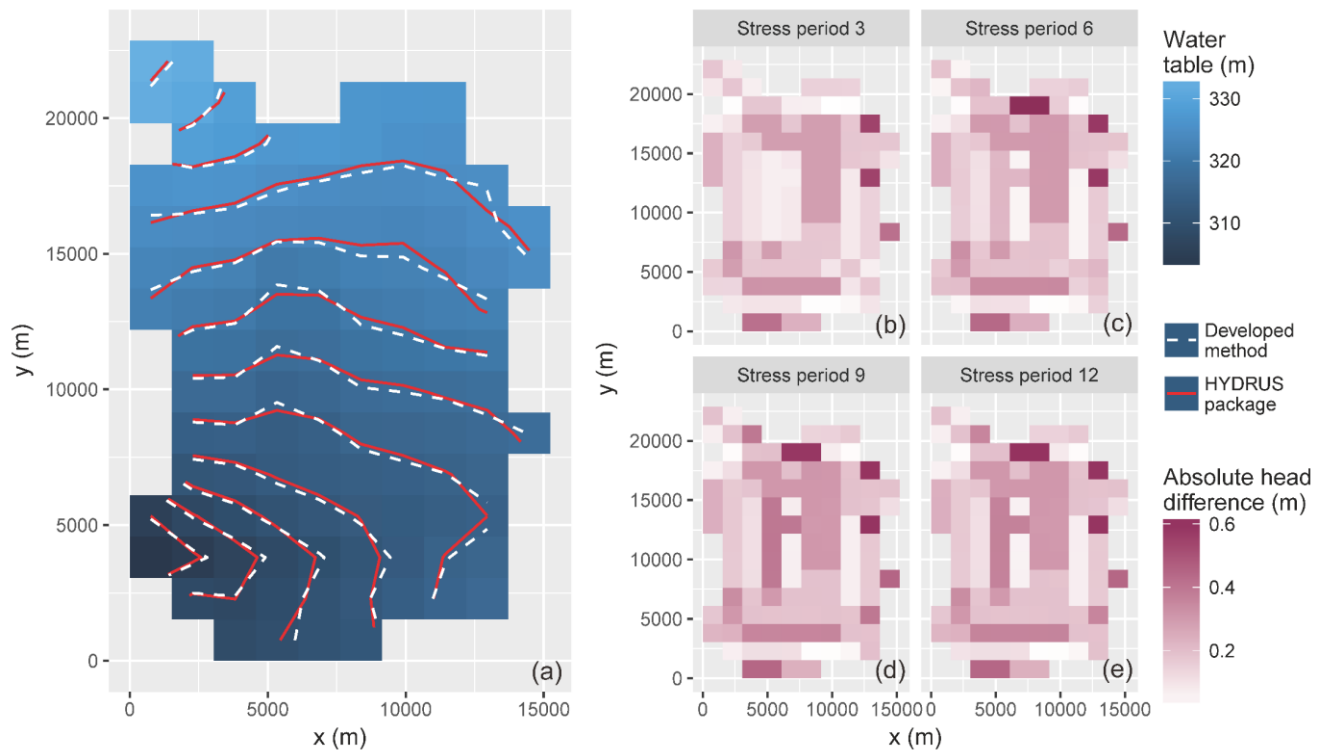 20000
15000
10000
5000
0
y (m)
0
5000
10000
15000
x (m)
(a)
Stress period 3
Stress period 6
20000
15000
10000
5000
0
(b)
(c)
y (m)
Stress period 9
Stress period 12
20000
15000
10000
5000
0
(d)
(e)
0
5000
10000
15000
0
5000
10000
15000
x (m)
Water
table (m)
330
320
310
Developed
method
HYDRUS
package
Absolute head
difference (m)
0.6
0.4
0.2